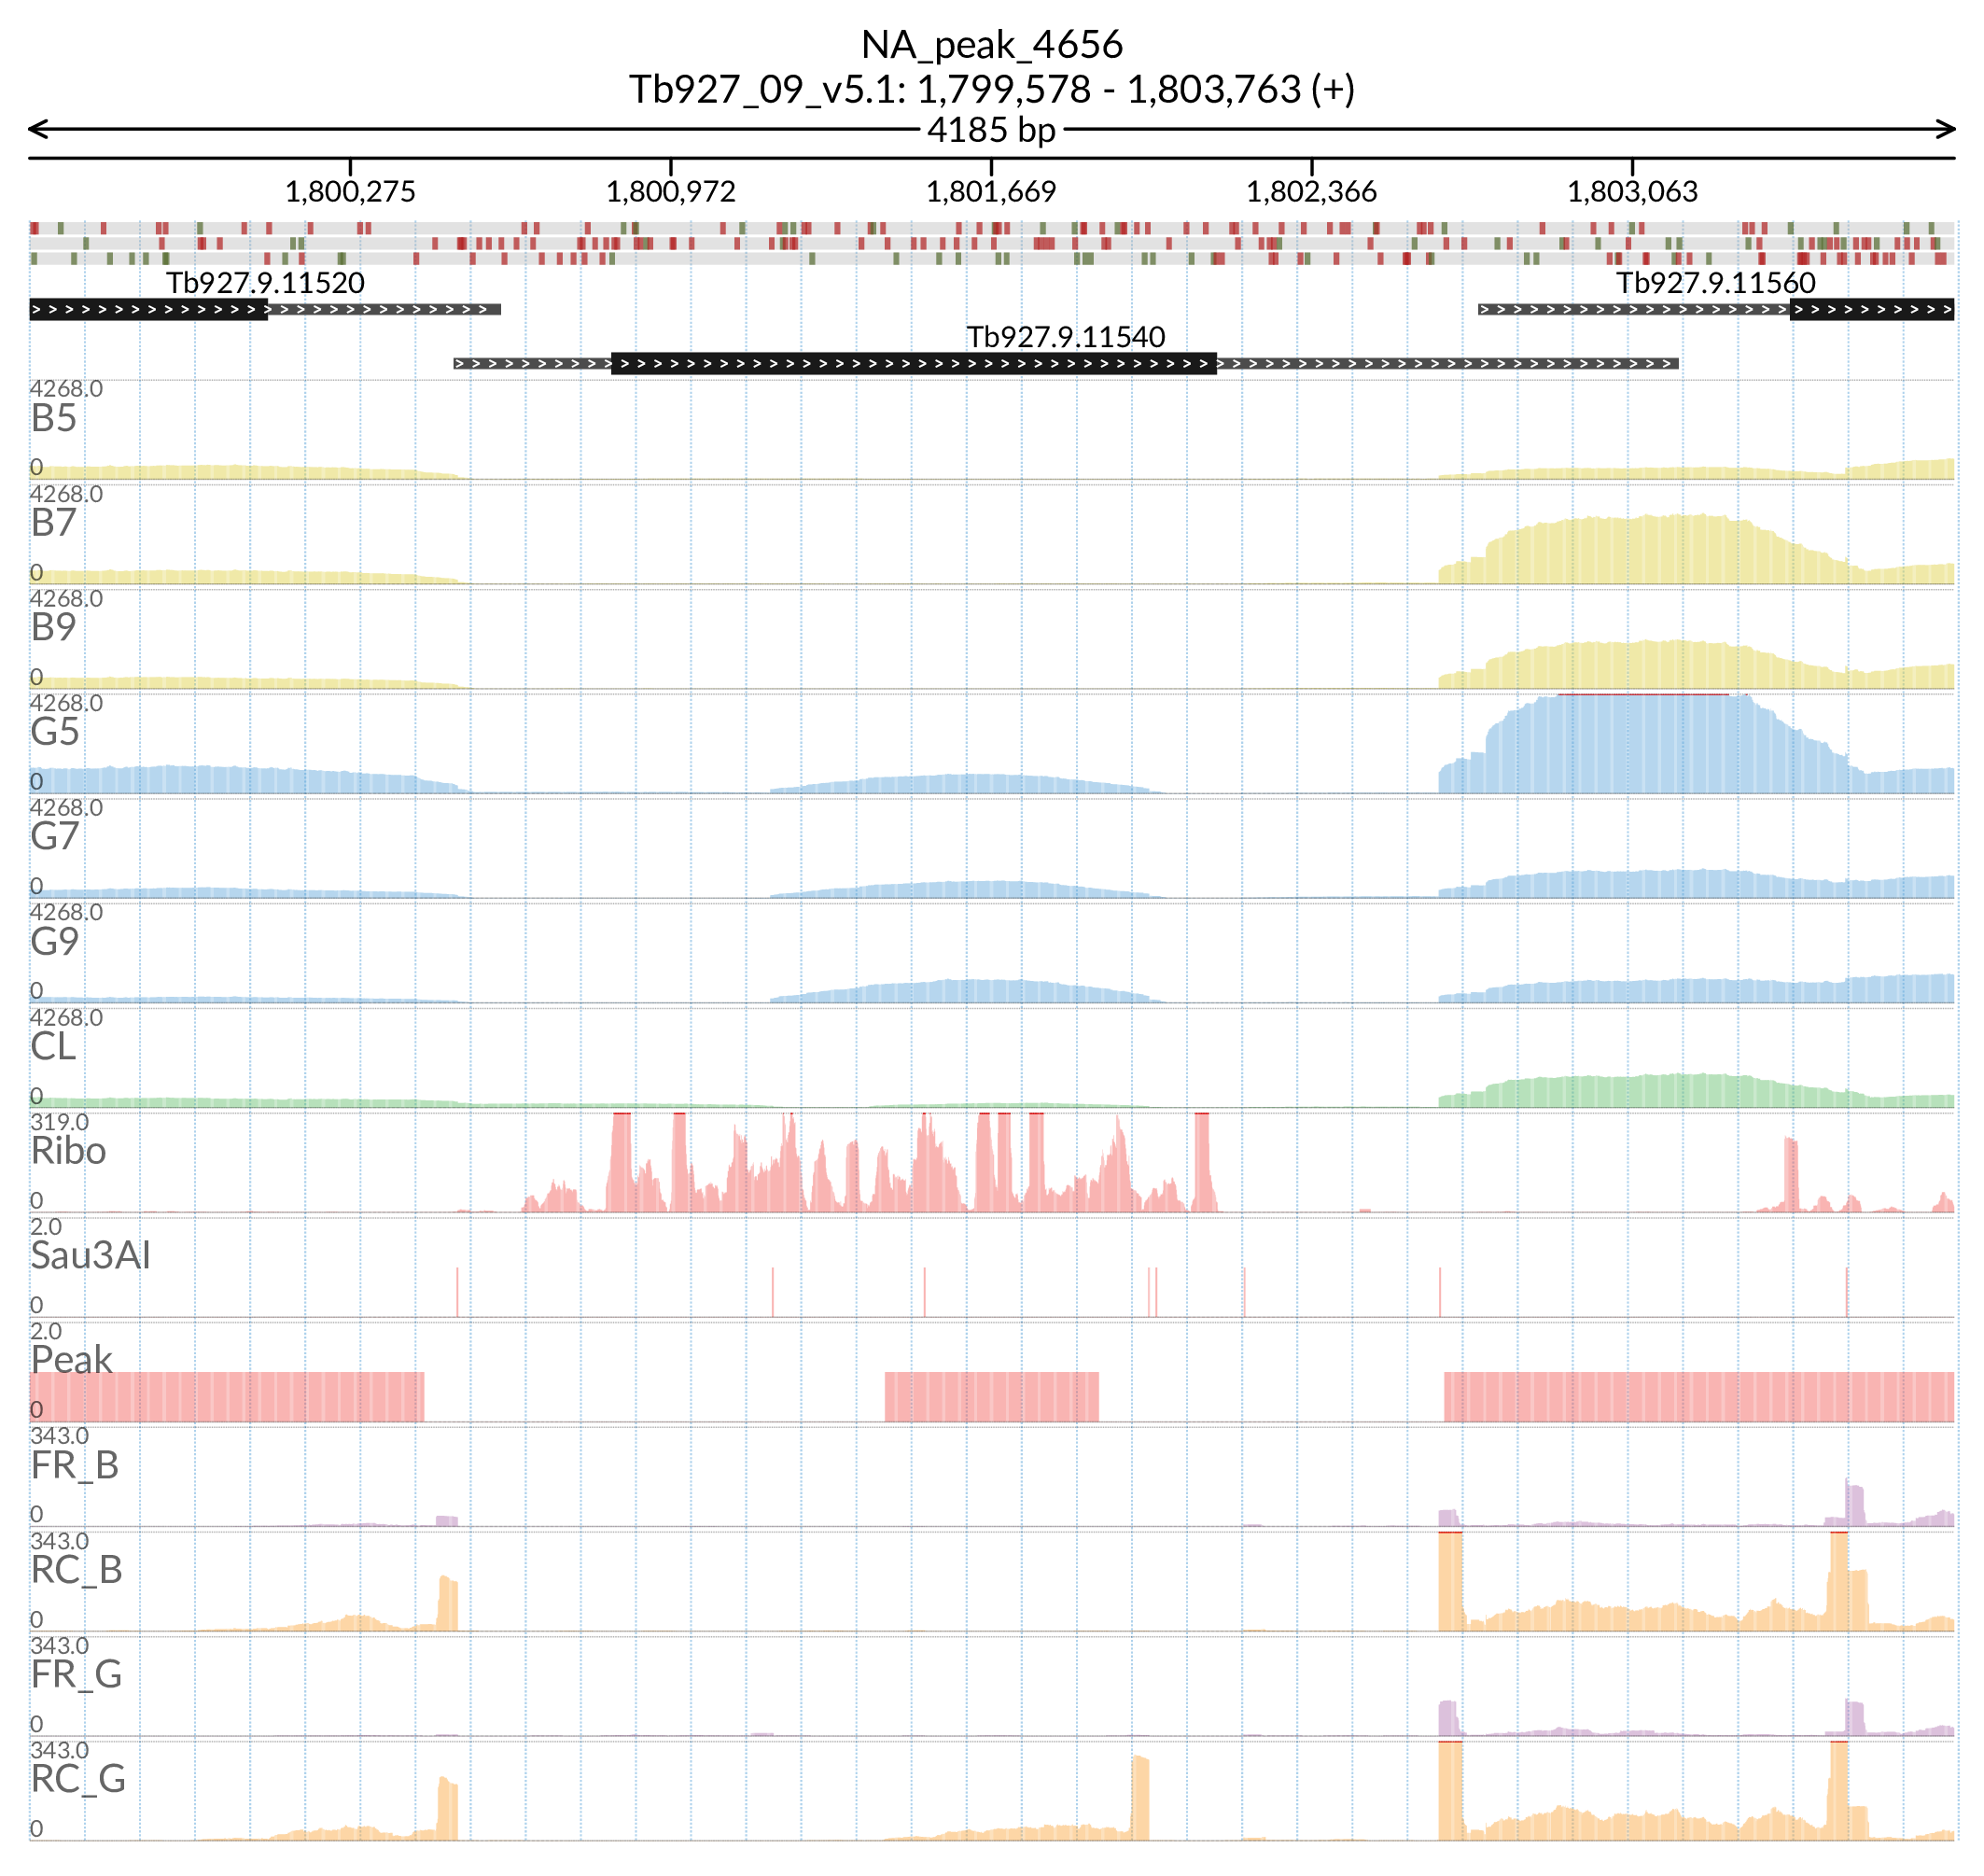 NA_peak_4656
Tb927_09_v5.1: 1,799,578 - 1,803,763 (+)
4185 bp
1,800,275 1,800,972 1,801,669 1,802,366 1,803,063
Tb927.9.11520 Tb927.9.11560
Tb927.9.11540
4268.0
B5
0
4268.0
B7
0
4268.0
B9
0
4268.0
G5
0
4268.0
G7
0
4268.0
G9
0
4268.0
CL
0
319.0
Ribo
0
2.0
Sau3AI
0
2.0
Peak
0
343.0
FR_B
0
343.0
RC_B
0
343.0
FR_G
0
343.0
RC_G
0